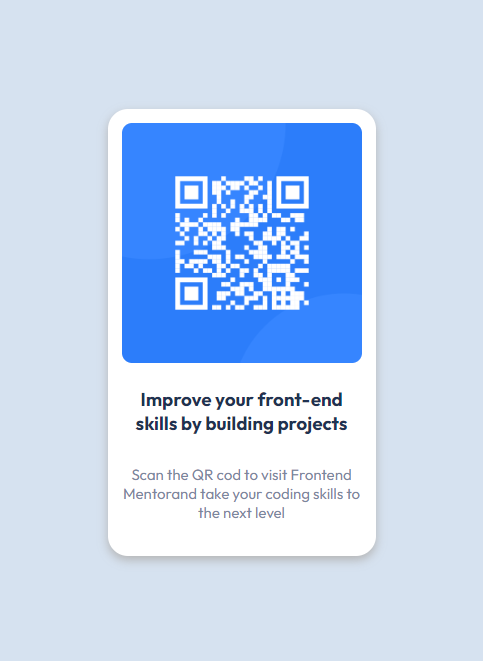 Improve your front-end
skills by building projects
Scan the QR cod to visit Frontend
Mentorand take your coding skills to
the next level